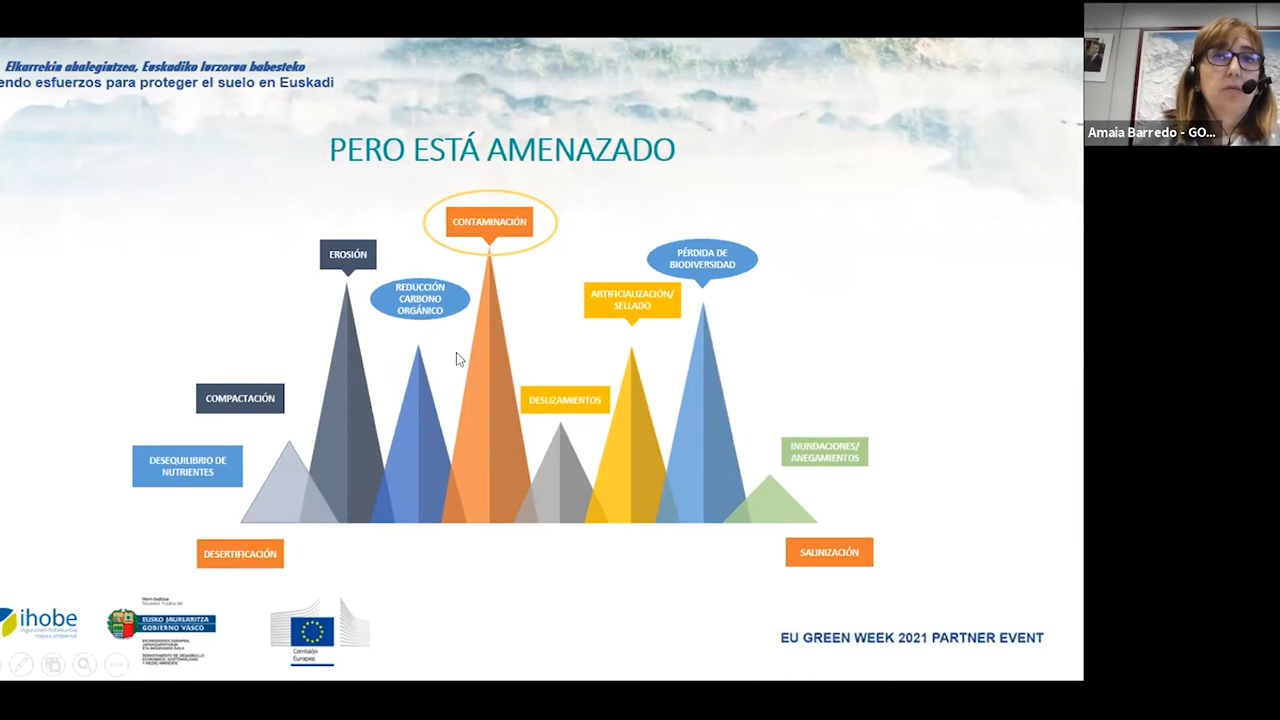 Elkarrekin ahalegintzea, Euskadiko lurzorua babesteko
endo esfuerzos para proteger el suelo en Euskadi
Amaia Barredo - GO...
PERO ESTÁ AMENAZADO
CONTAMINACIÓN
EROSIÓN
PÉRDIDA DE
BIODIVERSIDAD
REDUCCIÓN
CARBONO
ORGÁNICO
ARTIFICIALIZACIÓN/
SELLADO
COMPACTACIÓN
DESLIZAMIENTOS
DESEQUILIBRIO DE
NUTRIENTES
INUNDACIONES/
ANEGAMIENTOS
DESERTIFICACIÓN
SALINIZACIÓN
ihobe
EUSKO JAURLARITZA
GOBIERNO VASCO
Comisión
Europea
EU GREEN WEEK 2021 PARTNER EVENT